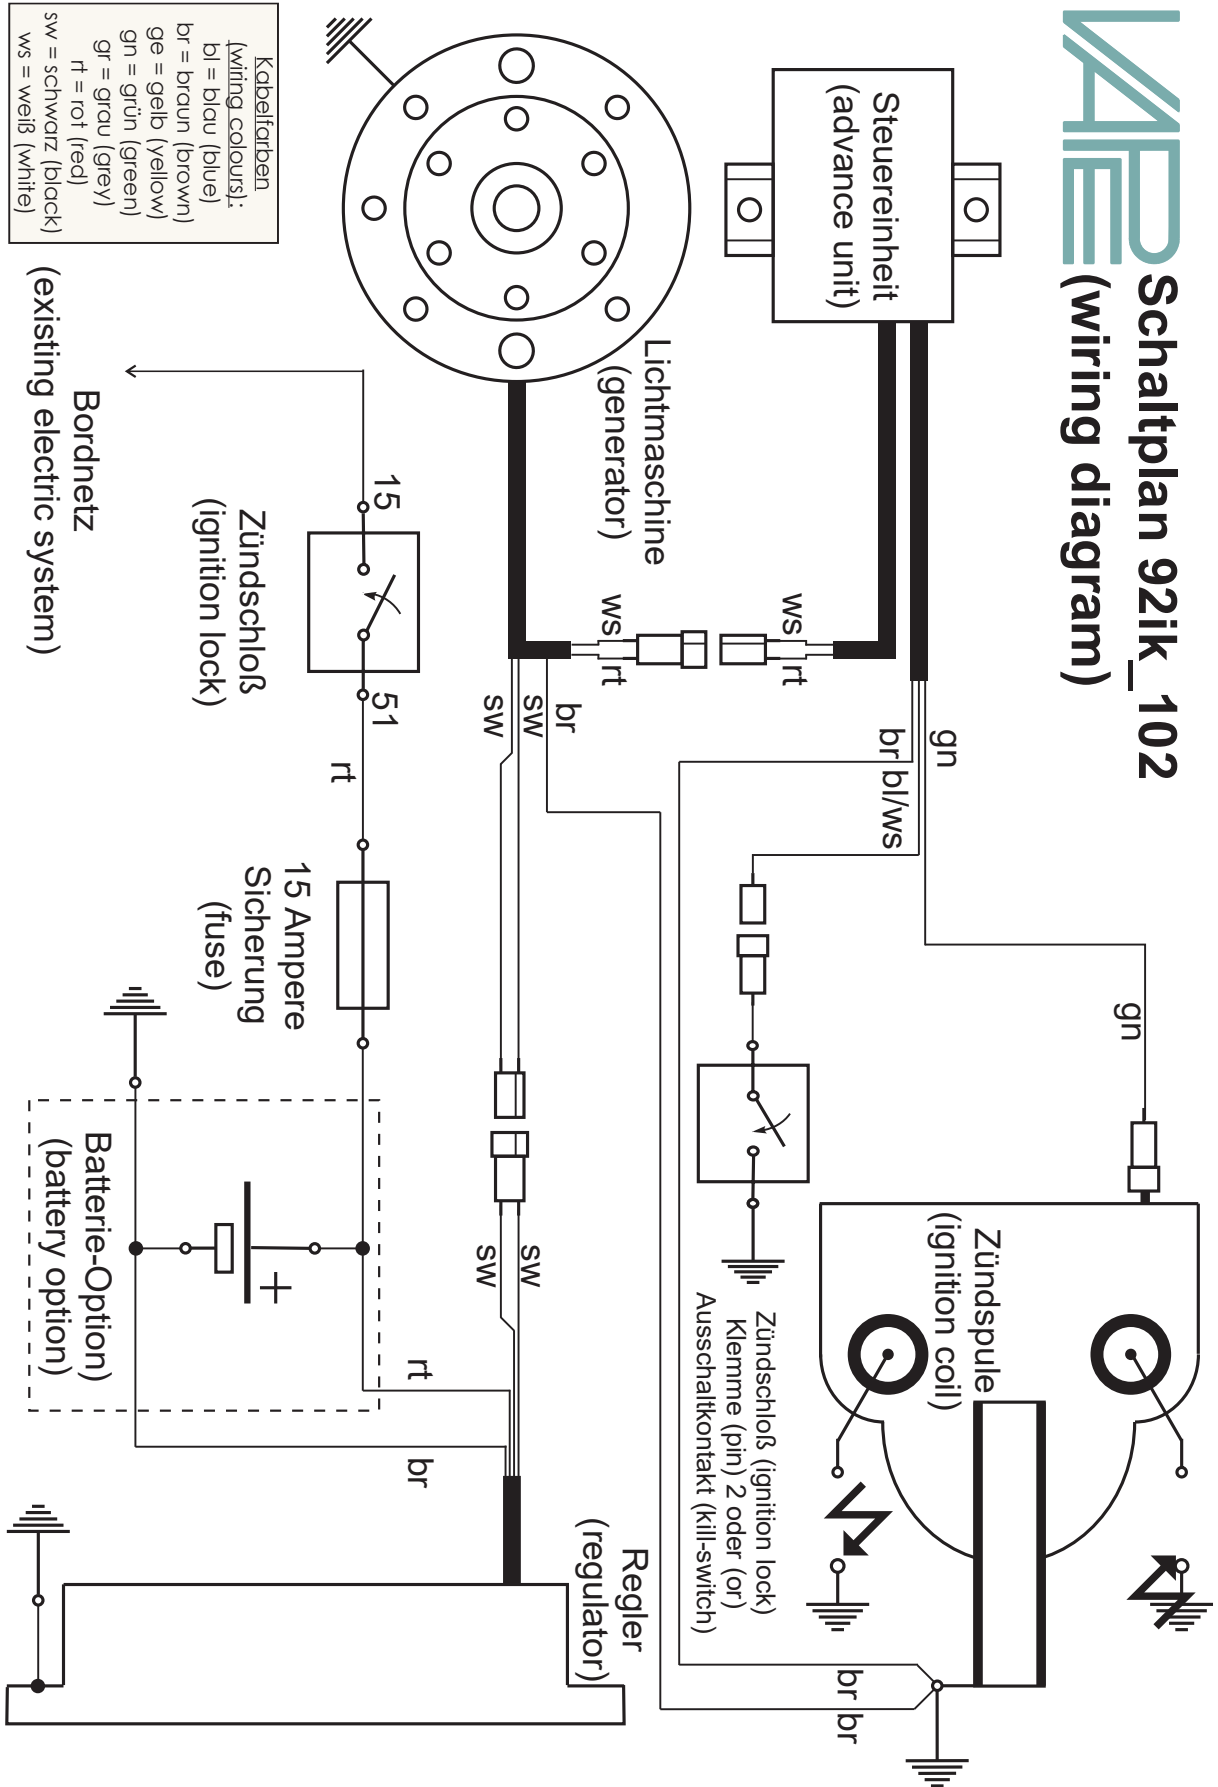 VAPE
Schaltplan 92ik_102
(wiring diagram)
Steuereinheit
(advance unit)
Lichtmaschine
(generator)
ws
rt
ws
rt
gn
br bl/ws
gn
br
sw
sw
Zündspule
(ignition coil)
Zündschloß (ignition lock)
Klemme (pin) 2 oder (or)
Ausschaltkontakt (kill-switch)
br br
sw
sw
rt
br
Regler
(regulator)
15
51
Zündschloß
(ignition lock)
rt
15 Ampere
Sicherung
(fuse)
+
Batterie-Option)
(battery option)
Bordnetz
(existing electric system)
Kabelfarben
(wiring colours):
bl = blau (blue)
br = braun (brown)
ge = gelb (yellow)
gn = grün (green)
gr = grau (grey)
rt = rot (red)
sw = schwarz (black)
ws = weiß (white)